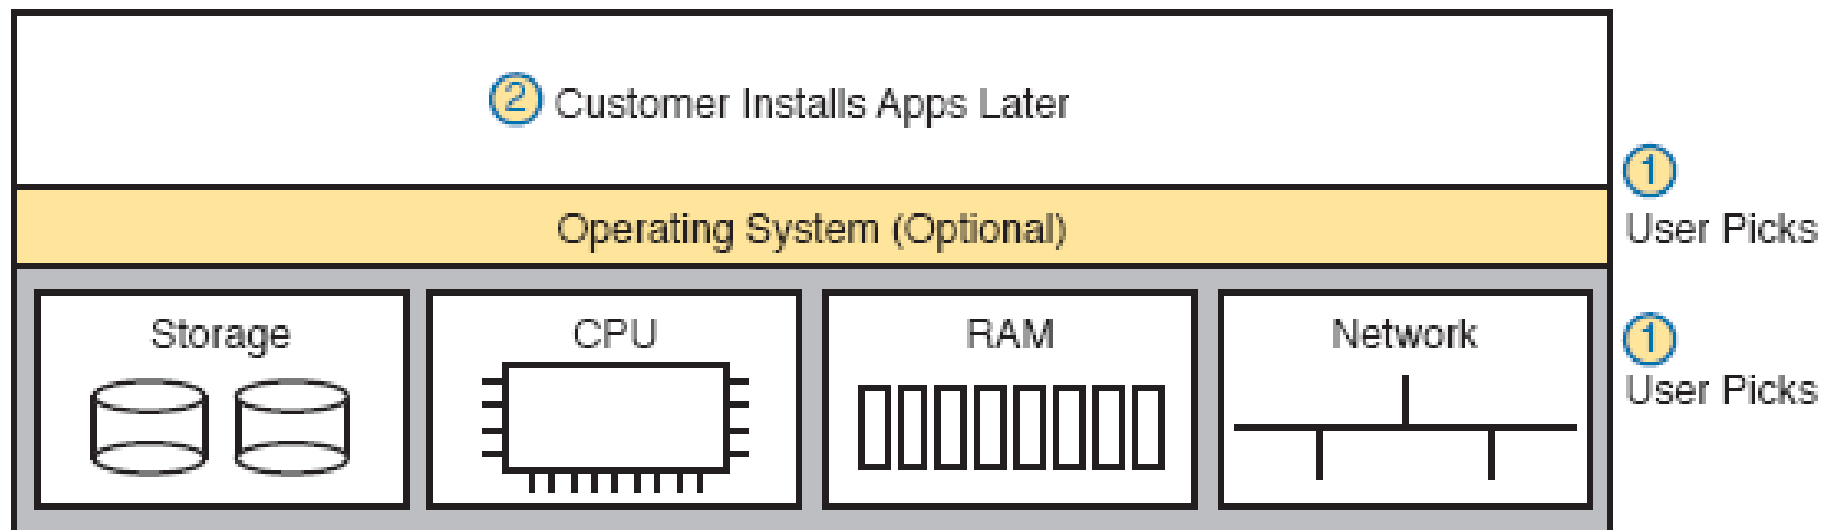 2 Customer Installs Apps Later
1
User Picks
Operating System (Optional)
Storage
CPU
RAM
Network
1
User Picks